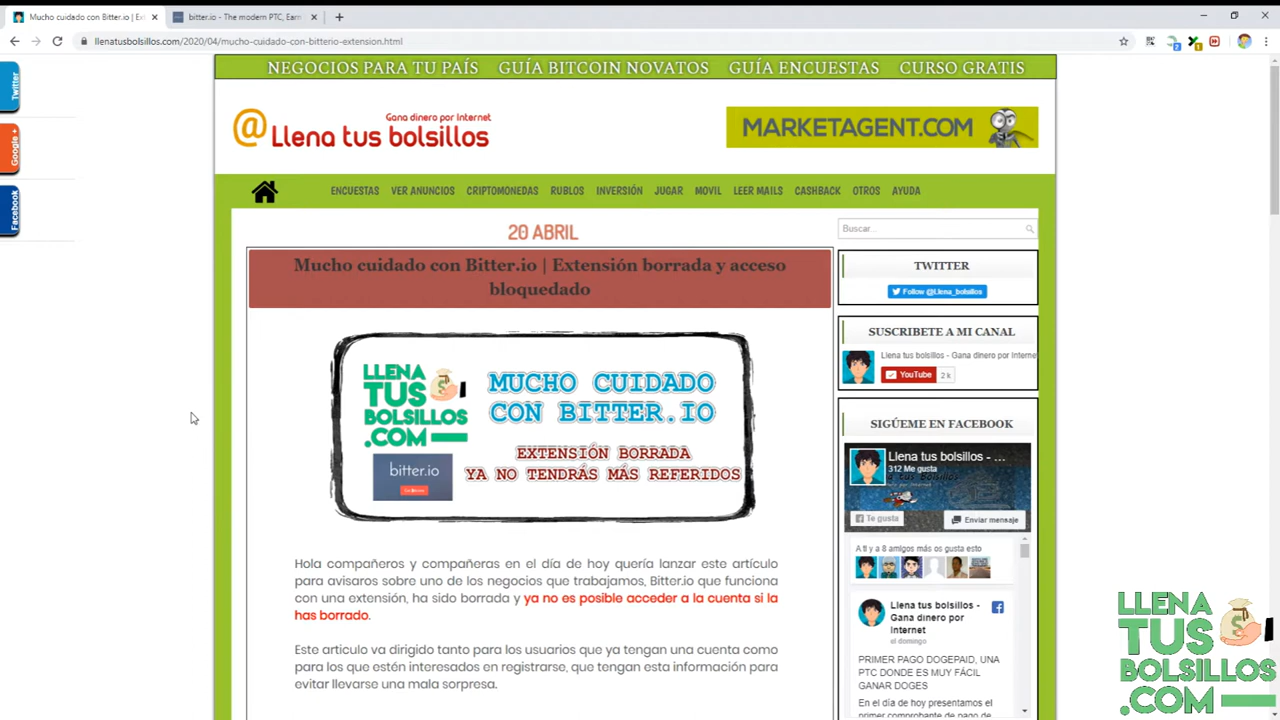 Mucho cuidado con Bitter.io | Ex
bitter.io - The modern PTC, Earn
llenatusbolsillos.com/2020/04/mucho-cuidado-con-bitterio-extension.html
NEGOCIOS PARA TU PAÍS GUÍA BITCOIN NOVATOS GUÍA ENCUESTAS CURSO GRATIS
Gana dinero por Internet
@Llena tus bolsillos
MARKETAGENT.COM
ENCUESTAS VER ANUNCIOS CRIPTOMONEDAS RUBLOS INVERSIÓN JUGAR MOVIL LEER MAILS CASHBACK OTROS AYUDA
Twitter
Google +
Facebook
20 ABRIL
Mucho cuidado con Bitter.io | Extensión borrada y acceso
bloquedado
LLENA
TUS
BOLSILLOS
.COM
bitter.io
MUCHO CUIDADO
CON BITTER.IO
EXTENSIÓN BORRADA
YA NO TENDRÁS MÁS REFERIDOS
Hola compañeros y compañeras en el día de hoy quería lanzar este artículo
para avisaros sobre uno de los negocios que trabajamos, Bitter.io que funciona
con una extensión, ha sido borrada y ya no es posible acceder a la cuenta si la
has borrado.
Este articulo va dirigido tanto para los usuarios que ya tengan una cuenta como
para los que estén interesados en registrarse, que tengan esta información para
evitar llevarse una mala sorpresa.
Buscar...
TWITTER
Follow @Llena_bolsillos
SUSCRIBETE A MI CANAL
Llena tus bolsillos - Gana dinero por Interne
YouTube 2 k
SIGÚEME EN FACEBOOK
Llena tus bolsillos - ...
312 Me gusta
Te gusta
Enviar mensaje
A ti y a 8 amigos más os gusta esto
Llena tus bolsillos -
Gana dinero por
Internet
el domingo
PRIMER PAGO DOGEPAID, UNA
PTC DONDE ES MUY FÁCIL
GANAR DOGES
En el día de hoy presentamos el
primer comprobante de pago de
LLENA
TUS
BOLSILLOS
.COM